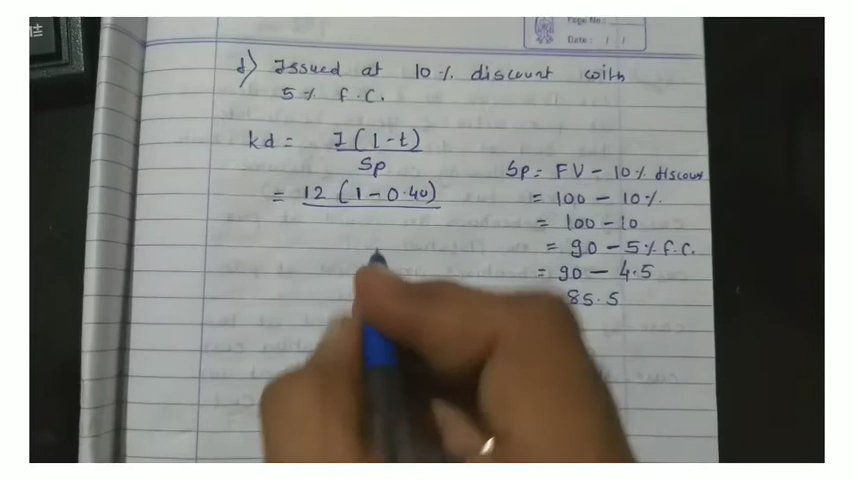 Page No:
Date: / /
d) Issued at 10% discount with
5% f.C.
kd = I(1-t)
Sp
= 12 (1-0.40)
Sp = FV - 10% discount
= 100 - 10%
= 100 - 10
= 90 - 5% f.C.
= 90 - 4.5
85.5